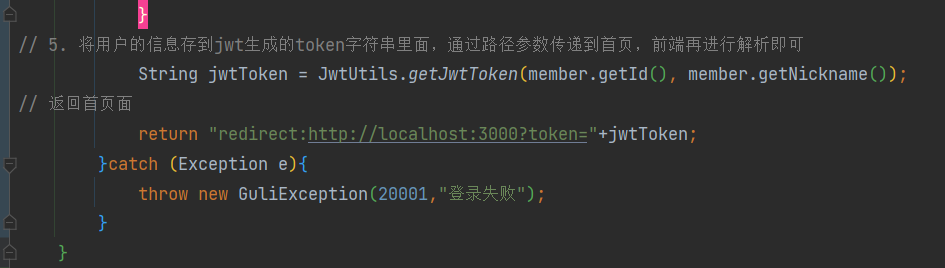 }
// 5. 将用户的信息存到jwt生成的token字符串里面，通过路径参数传递到首页，前端再进行解析即可
String jwtToken = JwtUtils.getJwtToken(member.getId(), member.getNickname());
// 返回首页面
return "redirect:http://localhost:3000?token="+jwtToken;
}catch (Exception e){
throw new GuliException(20001,"登录失败");
}
}